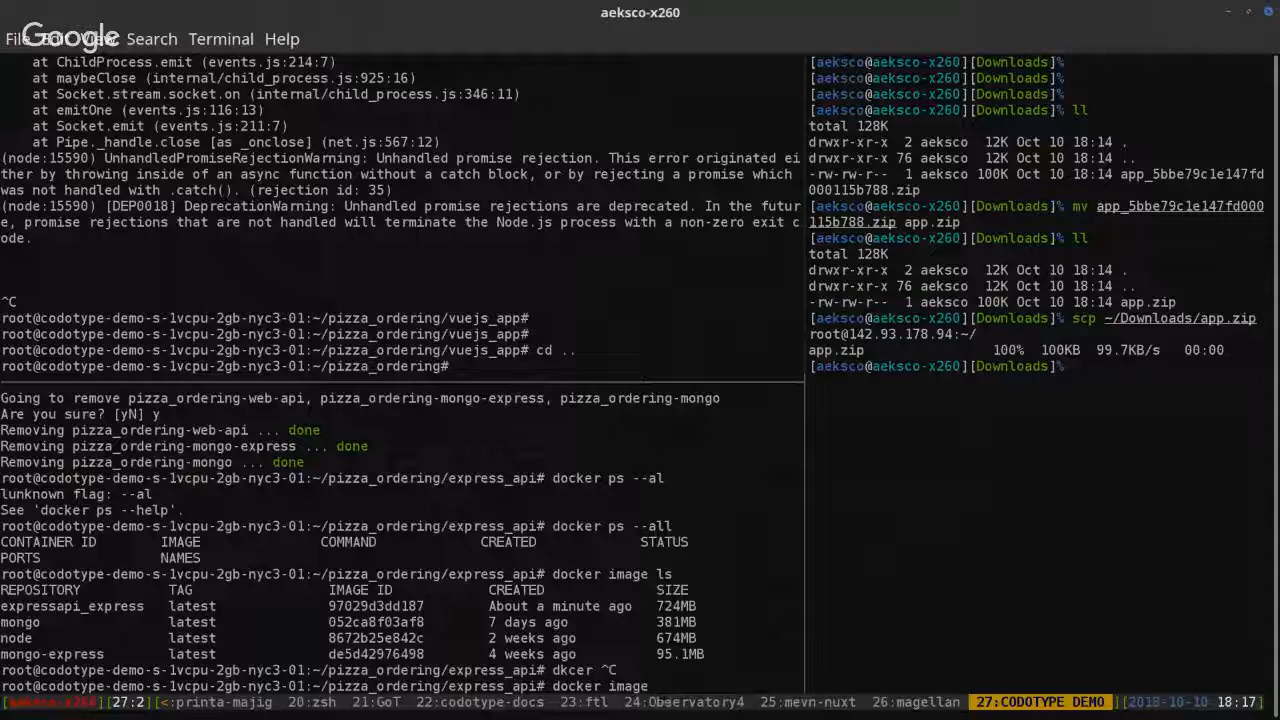 aeksco-x260
Google
File Edit View Search Terminal Help
at ChildProcess.emit (events.js:214:7)
at maybeClose (internal/child_process.js:925:16)
at Socket.stream.socket.on (internal/child_process.js:346:11)
at emitOne (events.js:116:13)
at Socket.emit (events.js:211:7)
at Pipe._handle.close [as _onclose] (net.js:567:12)
(node:15590) UnhandledPromiseRejectionWarning: Unhandled promise rejection. This error originated ei
ther by throwing inside of an async function without a catch block, or by rejecting a promise which
was not handled with .catch(). (rejection id: 35)
(node:15590) [DEP0018] DeprecationWarning: Unhandled promise rejections are deprecated. In the futur
e, promise rejections that are not handled will terminate the Node.js process with a non-zero exit c
ode.
^C
root@codotype-demo-s-1vcpu-2gb-nyc3-01:~/pizza_ordering/vuejs_app#
root@codotype-demo-s-1vcpu-2gb-nyc3-01:~/pizza_ordering/vuejs_app#
root@codotype-demo-s-1vcpu-2gb-nyc3-01:~/pizza_ordering/vuejs_app# cd ..
root@codotype-demo-s-1vcpu-2gb-nyc3-01:~/pizza_ordering#
Going to remove pizza_ordering-web-api, pizza_ordering-mongo-express, pizza_ordering-mongo
Are you sure? [yN] y
Removing pizza_ordering-web-api ... done
Removing pizza_ordering-mongo-express ... done
Removing pizza_ordering-mongo ... done
root@codotype-demo-s-1vcpu-2gb-nyc3-01:~/pizza_ordering/express_api# docker ps --al
lunknown flag: --al
See 'docker ps --help'.
root@codotype-demo-s-1vcpu-2gb-nyc3-01:~/pizza_ordering/express_api# docker ps --all
CONTAINER ID IMAGE COMMAND CREATED STATUS
PORTS NAMES
root@codotype-demo-s-1vcpu-2gb-nyc3-01:~/pizza_ordering/express_api# docker image ls
REPOSITORY TAG IMAGE ID CREATED SIZE
expressapi_express latest 97029d3dd187 About a minute ago 724MB
mongo latest 052ca8f03af8 7 days ago 381MB
node latest 8672b25e842c 2 weeks ago 674MB
mongo-express latest de5d42976498 4 weeks ago 95.1MB
root@codotype-demo-s-1vcpu-2gb-nyc3-01:~/pizza_ordering/express_api# dkcer ^C
root@codotype-demo-s-1vcpu-2gb-nyc3-01:~/pizza_ordering/express_api# docker image
[aeksco@aeksco-x260][Downloads]%
[aeksco@aeksco-x260][Downloads]%
[aeksco@aeksco-x260][Downloads]%
[aeksco@aeksco-x260][Downloads]% ll
total 128K
drwxr-xr-x 2 aeksco 12K Oct 10 18:14 .
drwxr-xr-x 76 aeksco 12K Oct 10 18:14 ..
-rw-rw-r-- 1 aeksco 100K Oct 10 18:14 app_5bbe79c1e147fd
000115b788.zip
[aeksco@aeksco-x260][Downloads]% mv app_5bbe79c1e147fd000
115b788.zip app.zip
[aeksco@aeksco-x260][Downloads]% ll
total 128K
drwxr-xr-x 2 aeksco 12K Oct 10 18:14 .
drwxr-xr-x 76 aeksco 12K Oct 10 18:14 ..
-rw-rw-r-- 1 aeksco 100K Oct 10 18:14 app.zip
[aeksco@aeksco-x260][Downloads]% scp ~/Downloads/app.zip
root@142.93.178.94:~/
app.zip 100% 100KB 99.7KB/s 00:00
[aeksco@aeksco-x260][Downloads]%
[aeksco-x260][27:2][<:printa-majig 20:zsh 21:GoT 22:codotype-docs 23:ftl 24:Observatory4 25:mevn-nuxt 26:magellan 27:CODOTYPE DEMO ][2018-10-10 18:17]